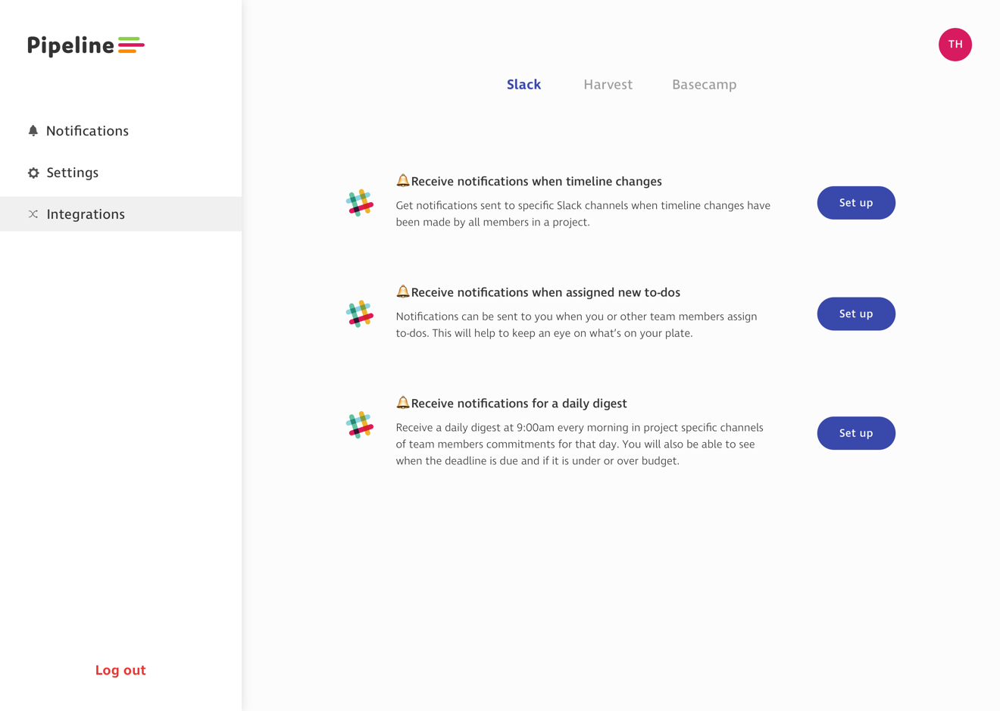 Pipeline
TH
Slack
Harvest
Basecamp
Notifications
Settings
Integrations
Receive notifications when timeline changes
Get notifications sent to specific Slack channels when timeline changes have
been made by all members in a project.
Set up
Receive notifications when assigned new to-dos
Notifications can be sent to you when you or other team members assign
to-dos. This will help to keep an eye on what’s on your plate.
Set up
Receive notifications for a daily digest
Receive a daily digest at 9:00am every morning in project specific channels
of team members commitments for that day. You will also be able to see
when the deadline is due and if it is under or over budget.
Set up
Log out